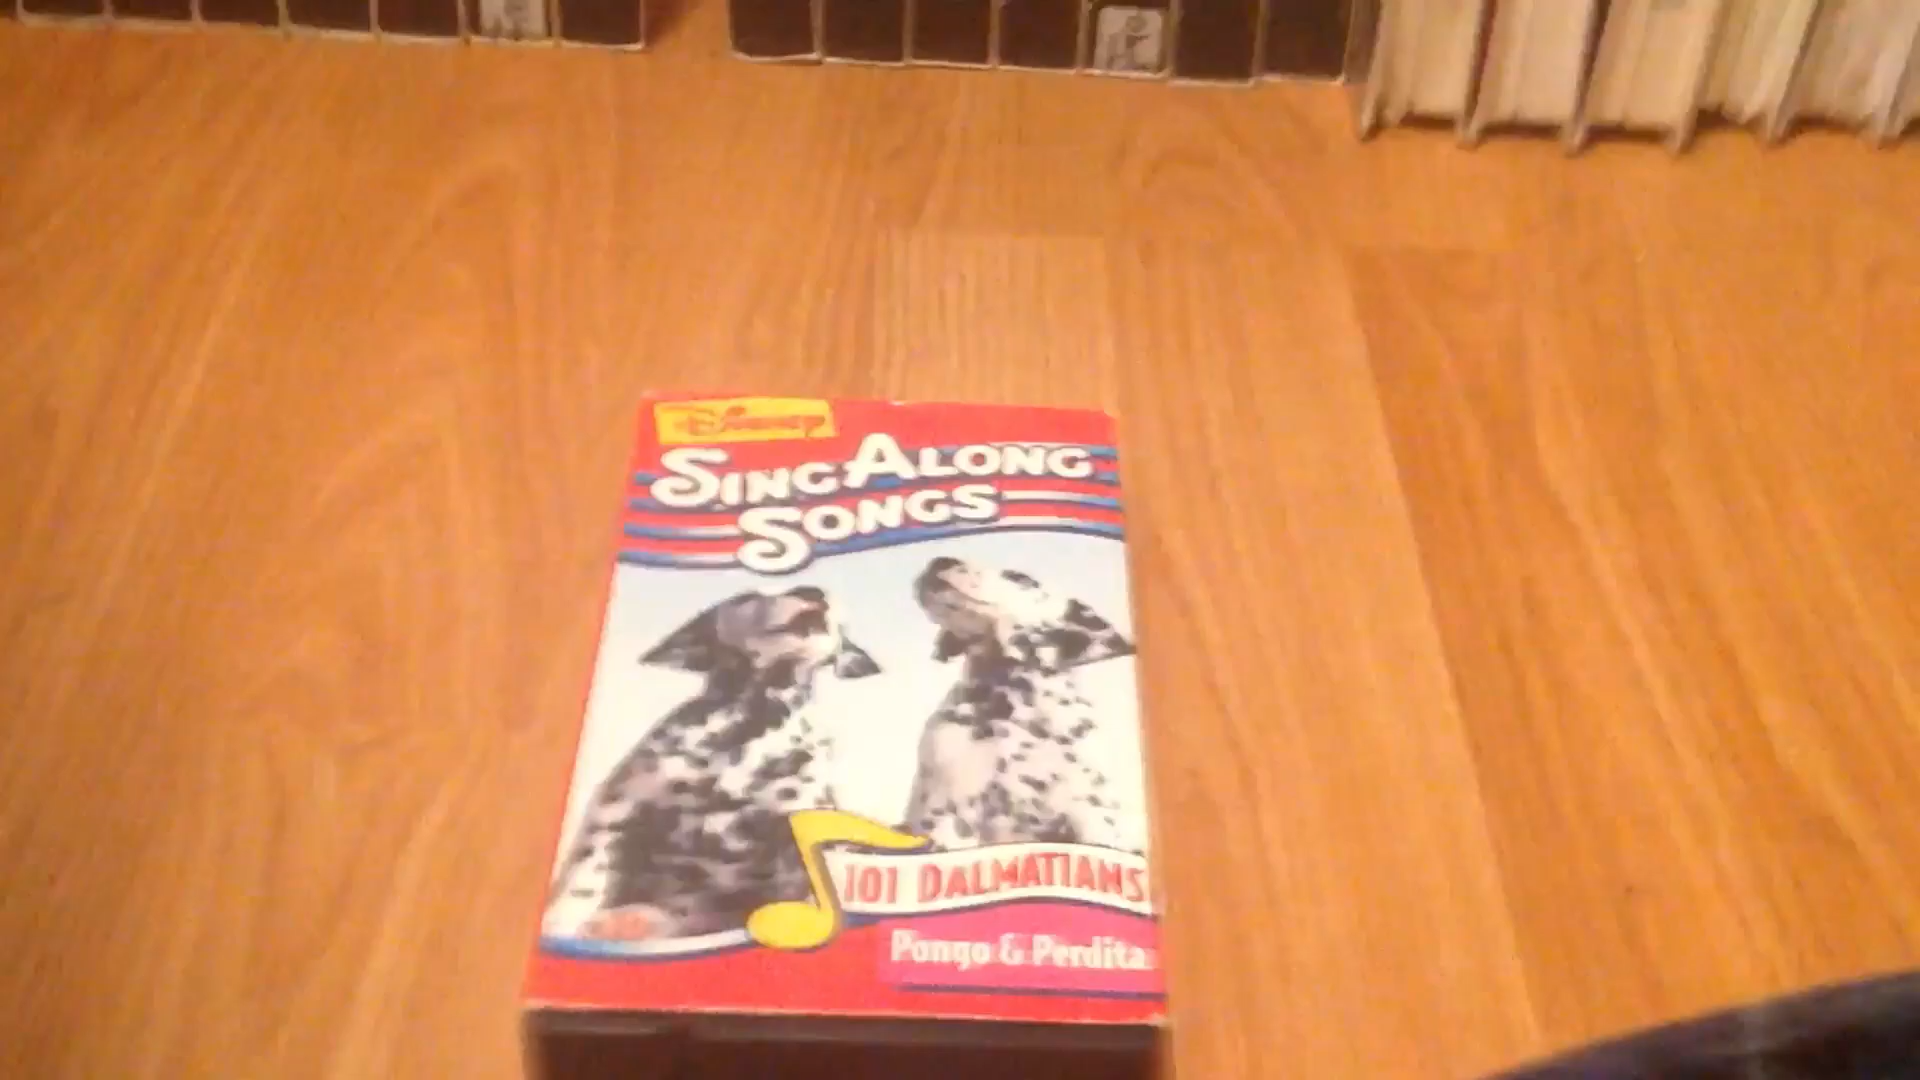 Disney
SING ALONG
SONGS
101 DALMATIANS
Pongo & Perdita